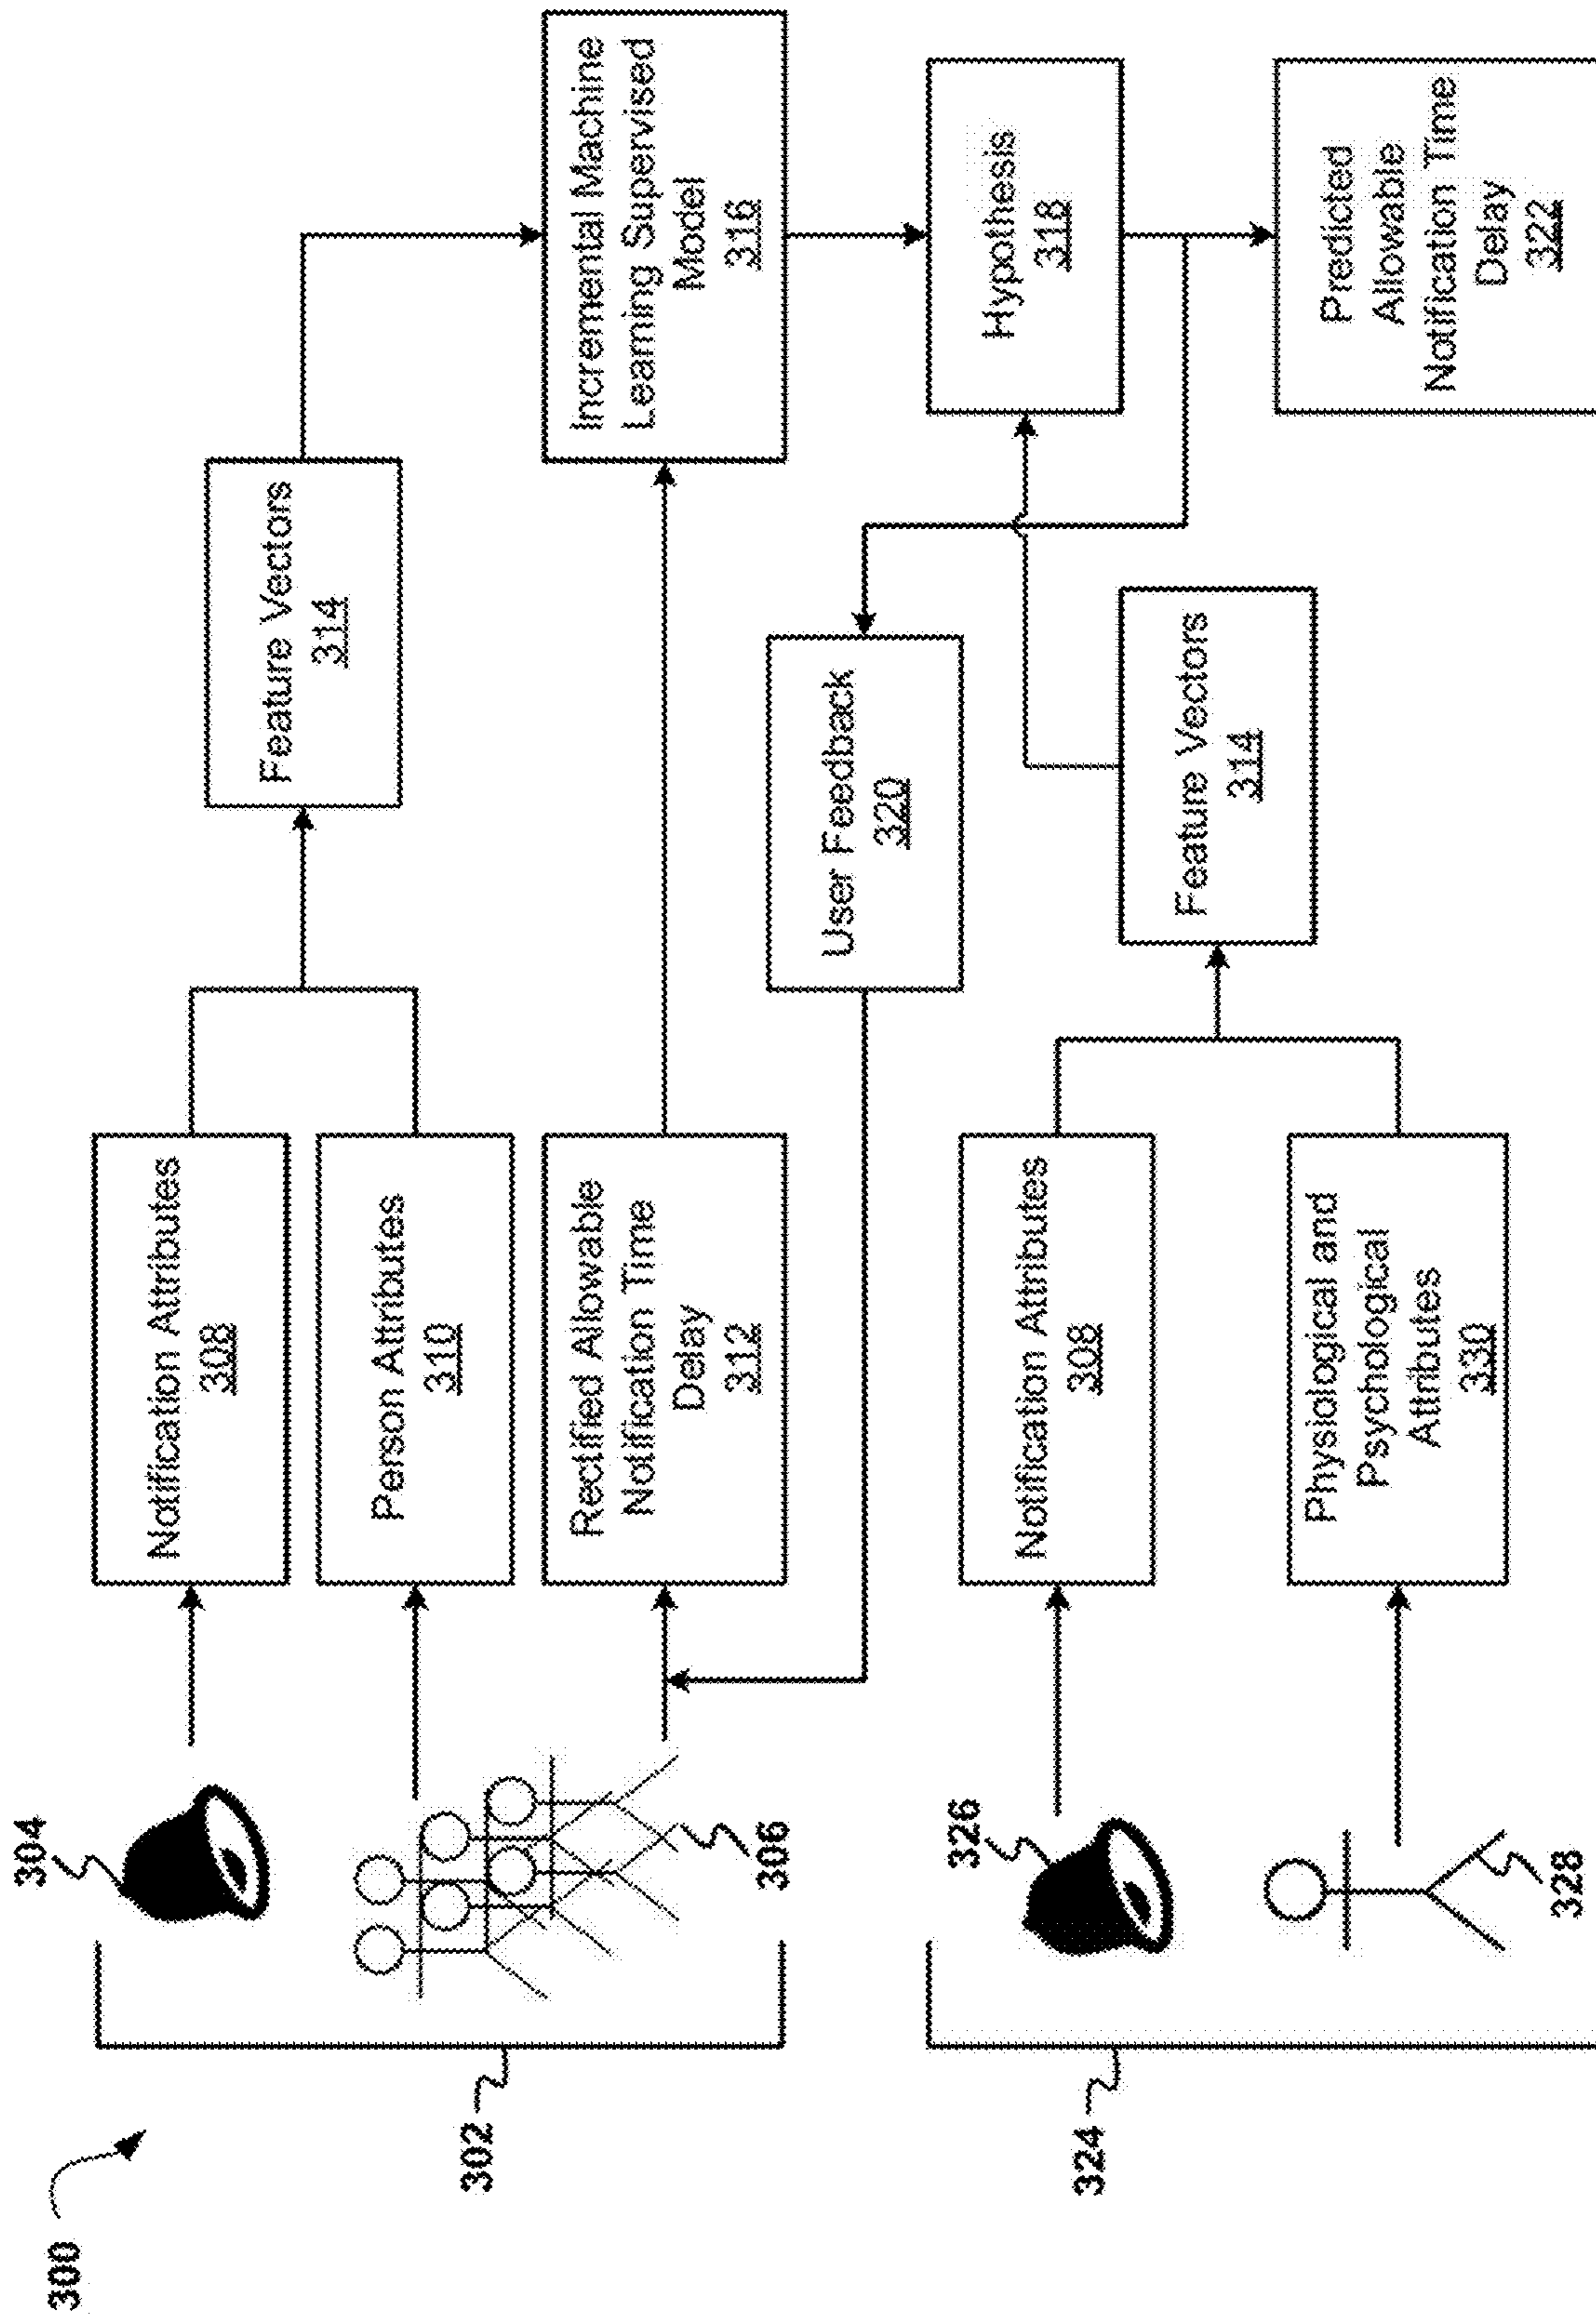 300
302
304
306
Notification Attributes
308
Person Attributes
310
Rectified Allowable
Notification Time
Delay
312
Feature Vectors
314
Incremental Machine
Learning Supervised
Model
316
User Feedback
320
Hypothesis
318
324
326
328
Notification Attributes
308
Physiological and
Psychological
Attributes
330
Feature Vectors
314
Predicted
Allowable
Notification Time
Delay
322